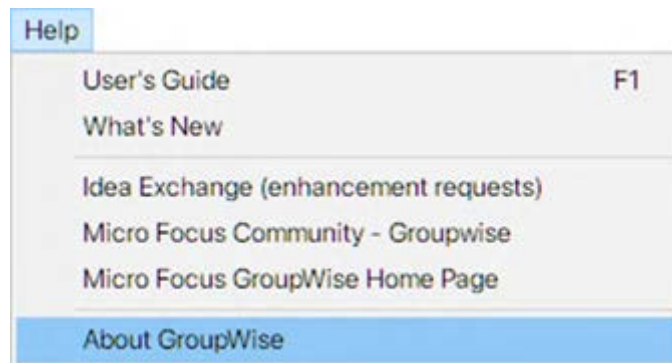 Help
User's Guide F1
What's New
Idea Exchange (enhancement requests)
Micro Focus Community - Groupwise
Micro Focus GroupWise Home Page
About GroupWise